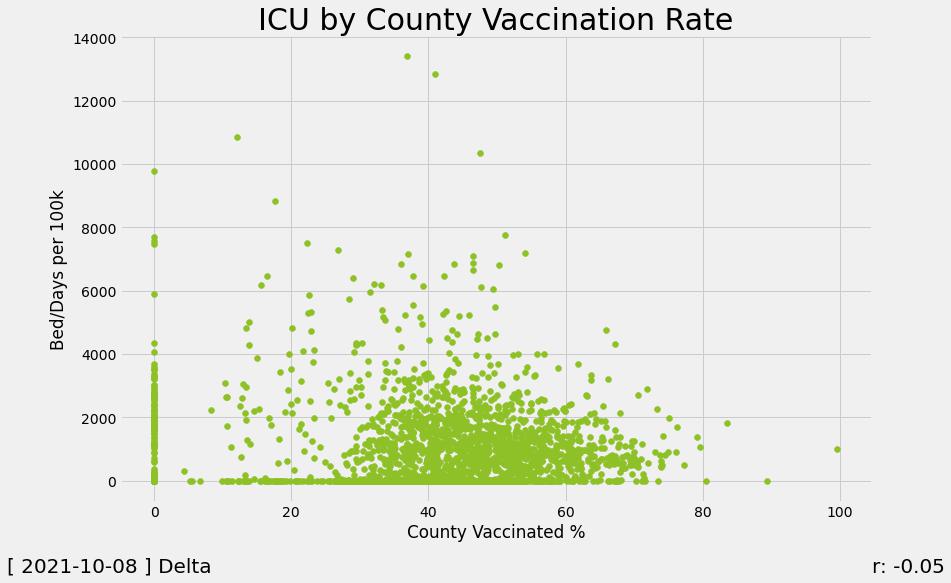 ICU by County Vaccination Rate
14000
12000
10000
8000
6000
4000
2000
0
Bed/Days per 100k
0 20 40 60 80 100
County Vaccinated %
[ 2021-10-08 ] Delta
r: -0.05